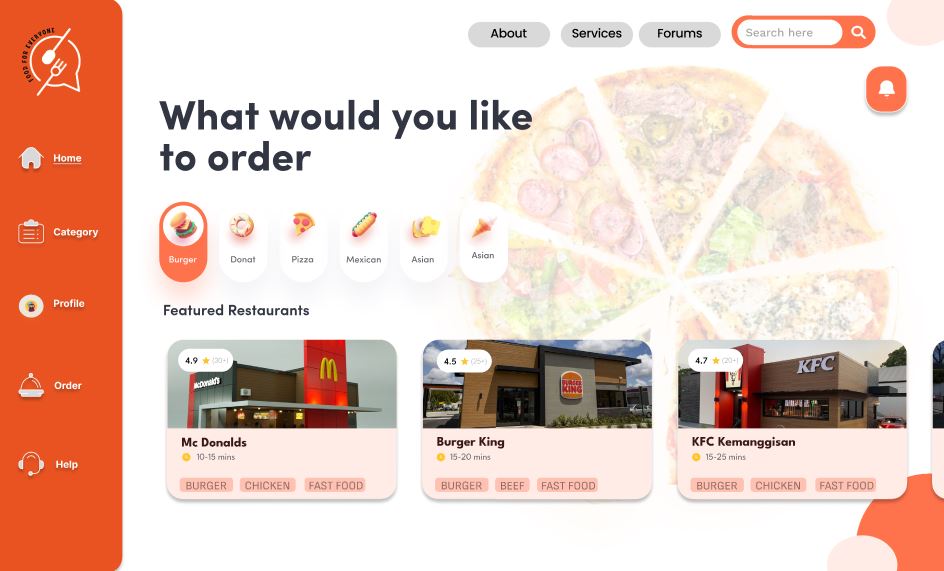 FOOD FOR EVERYONE
Home
Category
Profile
Order
Help
About
Services
Forums
Search here
What would you like
to order
Burger
Donat
Pizza
Mexican
Asian
Asian
Featured Restaurants
4.9 (30+)
McDonald's
Mc Donalds
10-15 mins
BURGER CHICKEN FAST FOOD
4.5 (25+)
BURGER
KING
Burger King
15-20 mins
BURGER BEEF FAST FOOD
4.7 (20+)
KFC
KFC Kemanggisan
15-25 mins
BURGER CHICKEN FAST FOOD